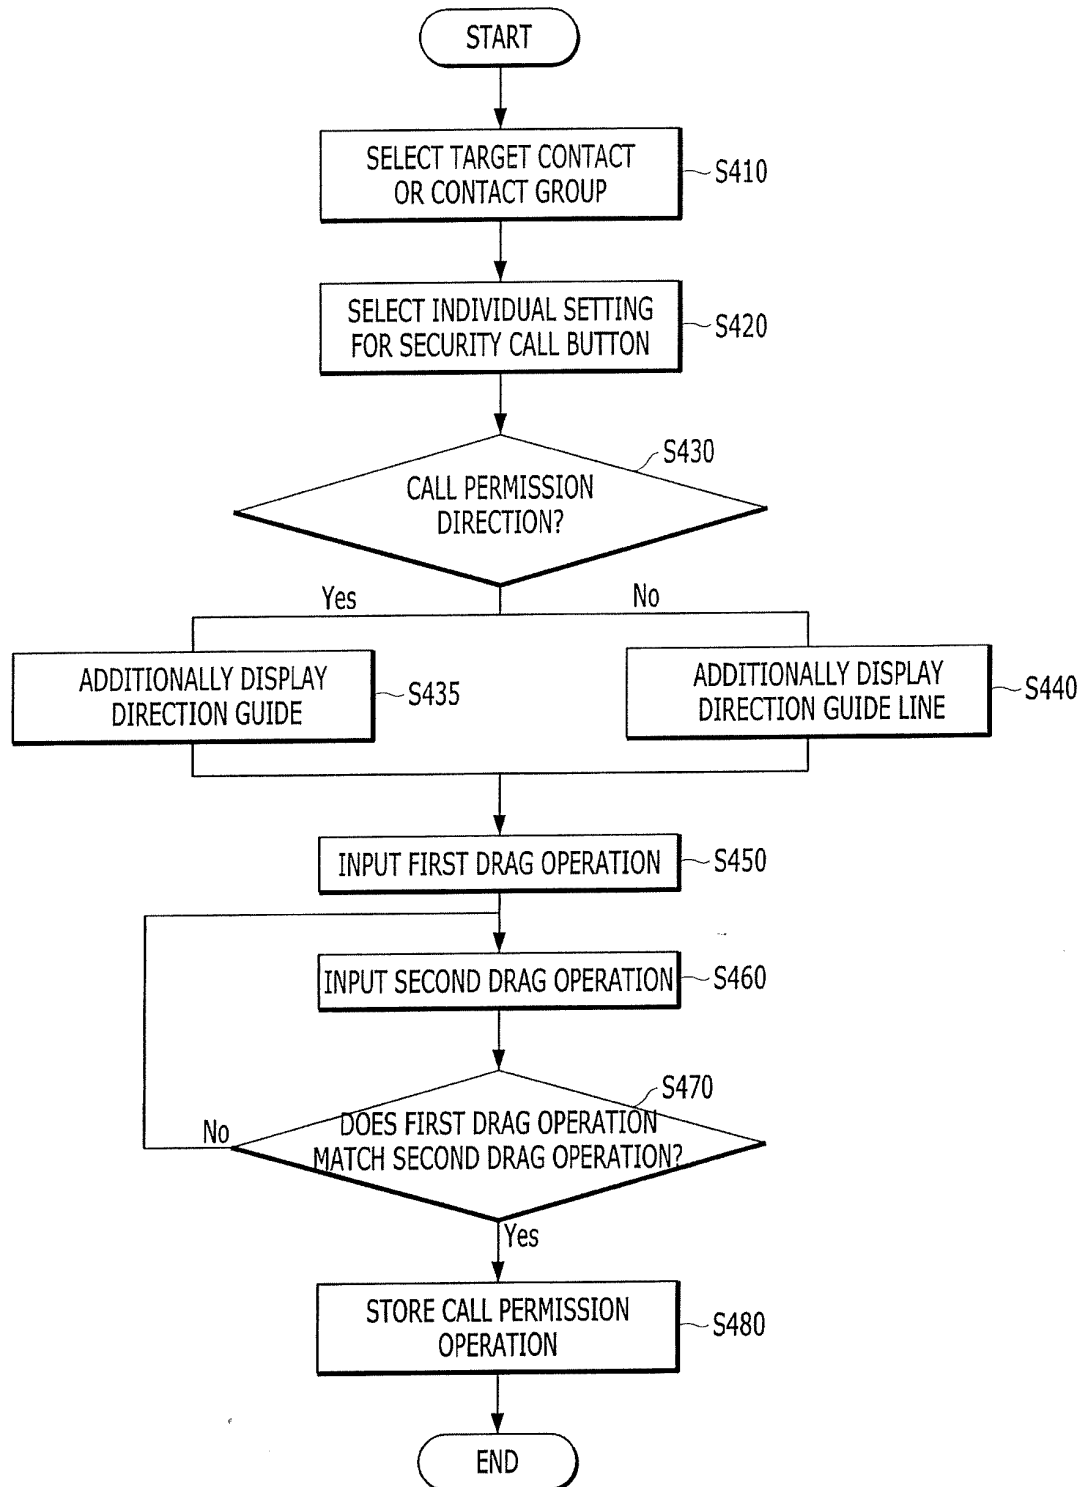 START
SELECT TARGET CONTACT
OR CONTACT GROUP
S410
SELECT INDIVIDUAL SETTING
FOR SECURITY CALL BUTTON
S420
S430
CALL PERMISSION
DIRECTION?
Yes
No
ADDITIONALLY DISPLAY
DIRECTION GUIDE
S435
ADDITIONALLY DISPLAY
DIRECTION GUIDE LINE
S440
INPUT FIRST DRAG OPERATION
S450
INPUT SECOND DRAG OPERATION
S460
S470
DOES FIRST DRAG OPERATION
MATCH SECOND DRAG OPERATION?
No
Yes
STORE CALL PERMISSION
OPERATION
S480
END